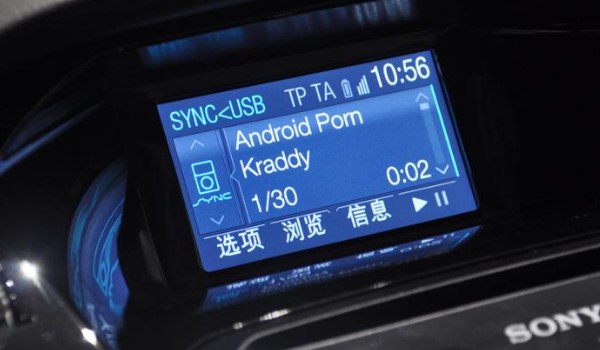 SYNC<USB TP TA 10:56
Android Porn
Kraddy
SYNC
1/30 0:02
选项 浏览 信息
SONY